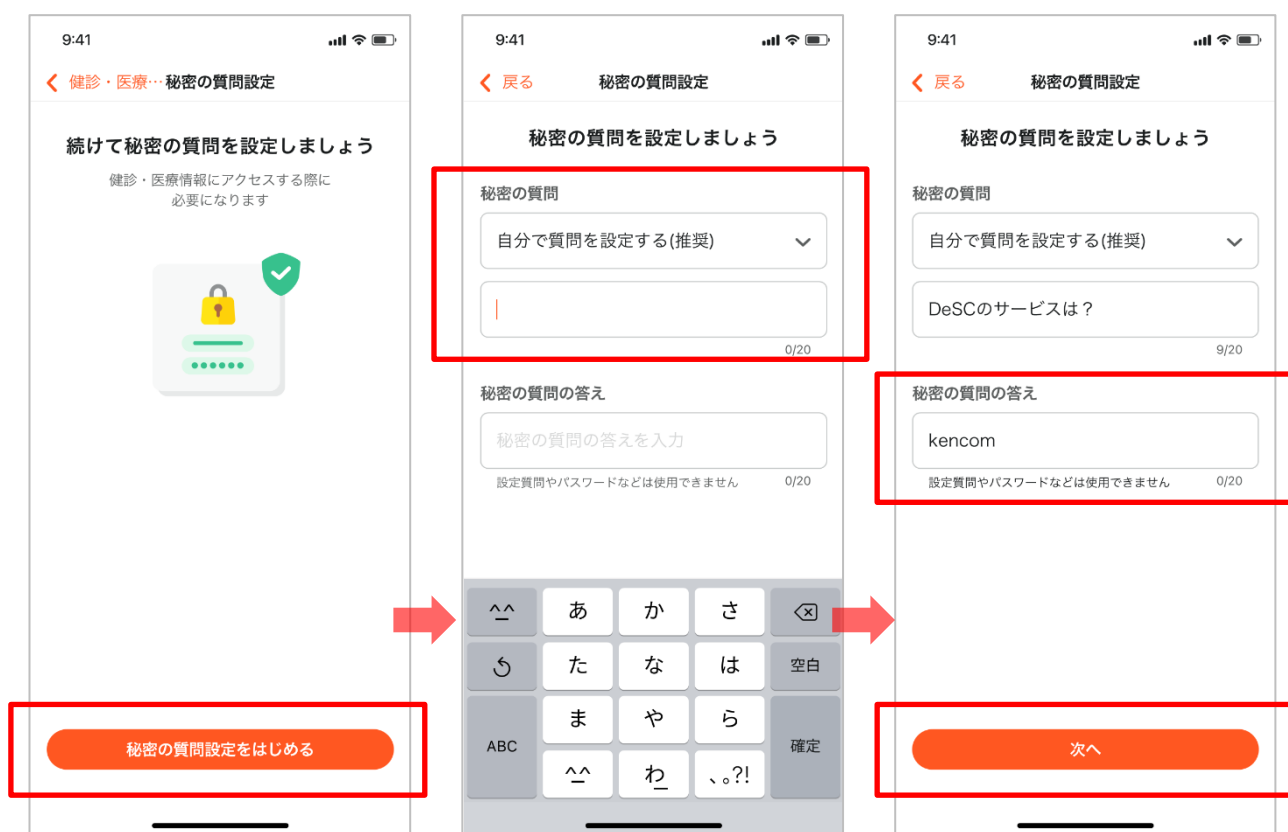 9:41
健診・医療… 秘密の質問設定
続けて秘密の質問を設定しましょう
健診・医療情報にアクセスする際に
必要になります
秘密の質問設定をはじめる
9:41
戻る 秘密の質問設定
秘密の質問を設定しましょう
秘密の質問
自分で質問を設定する(推奨)
0/20
秘密の質問の答え
秘密の質問の答えを入力
設定質問やパスワードなどは使用できません 0/20
^^ あ か さ
た な は 空白
ABC ま や ら 確定
^^ わ 、。?!
9:41
戻る 秘密の質問設定
秘密の質問を設定しましょう
秘密の質問
自分で質問を設定する(推奨)
DeSCのサービスは？
9/20
秘密の質問の答え
kencom
設定質問やパスワードなどは使用できません 0/20
次へ